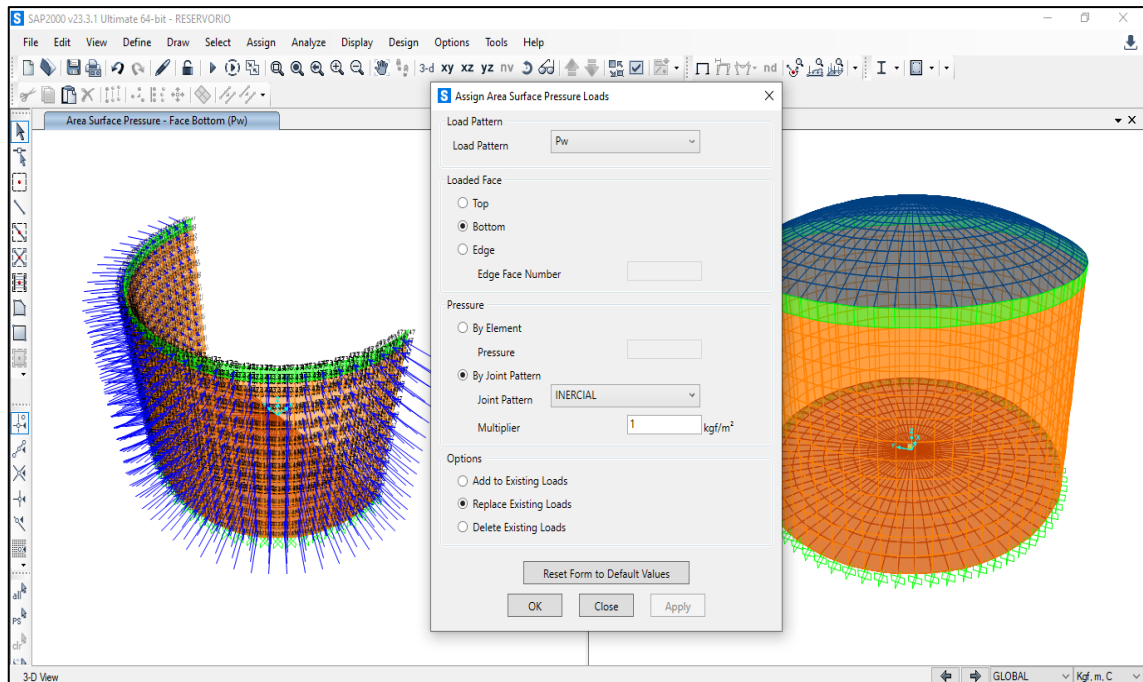 SAP2000 v23.3.1 Ultimate 64-bit - RESERVORIO
File Edit View Define Draw Select Assign Analyze Display Design Options Tools Help
3-d xy xz yz nv nd
Area Surface Pressure - Face Bottom (Pw)
Assign Area Surface Pressure Loads
Load Pattern
Load Pattern Pw
Loaded Face
Top
Bottom
Edge
Edge Face Number
Pressure
By Element
Pressure
By Joint Pattern
Joint Pattern INERCIAL
Multiplier 1 kgf/m²
Options
Add to Existing Loads
Replace Existing Loads
Delete Existing Loads
Reset Form to Default Values
OK Close Apply
all
PS
clr
3-D View GLOBAL Kgf, m, C